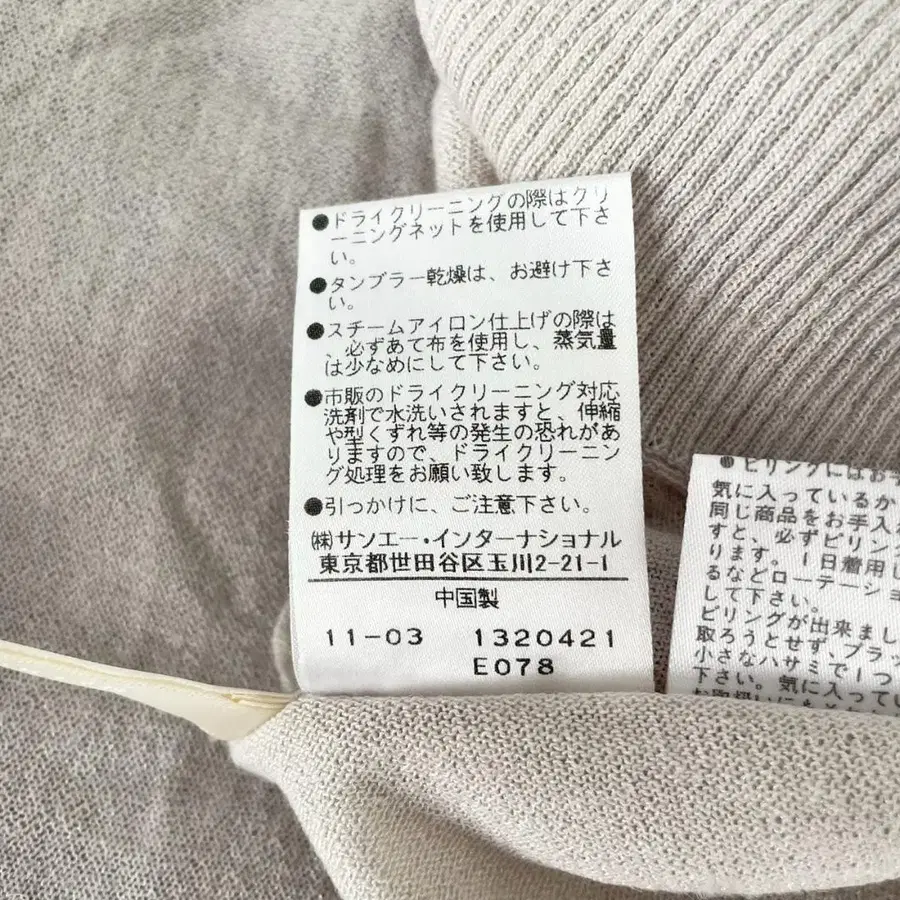 ●ドライクリーニングの際はクリ
ーニングネットを使用して下さ
い。
●タンブラー乾燥は、お避け下さ
い。
●スチームアイロン仕上げの際は
、必ずあて布を使用し、蒸気量
は少なめにして下さい。
●市販のドライクリーニング対応
洗剤で水洗いされますと、伸縮
や型くずれ等の発生の恐れがあ
りますので、ドライクリーニン
グ処理をお願い致します。
●引っかけに、ご注意下さい。
㈱サンエー・インターナショナル
東京都世田谷区玉川2-21-1
中国製
11-03 1320421
E078
●ピリングにはお手
気に入っているか
同じ商品をお手入
すと、必ずピリン
ります。1日着用し
るなどローテーショ
ピリングが出来まし
取ろうとせず、ブラッ
小さなハサミで1つ
下さい。気に入ってい